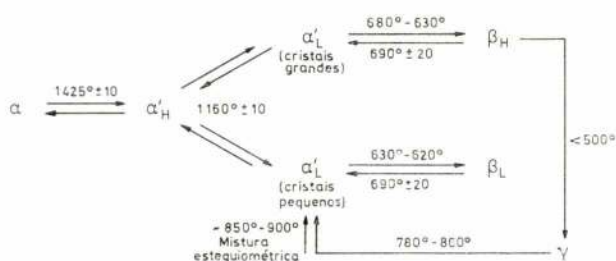 α'L
(cristais
grandes)
680°-630°
690°±20
βH
α
1425°±10
α'H
1160°±10
<500°
α'L
(cristais
pequenos)
630°-620°
690°±20
βL
~850°-900°
Mistura
estequiométrica
780°-800°
γ